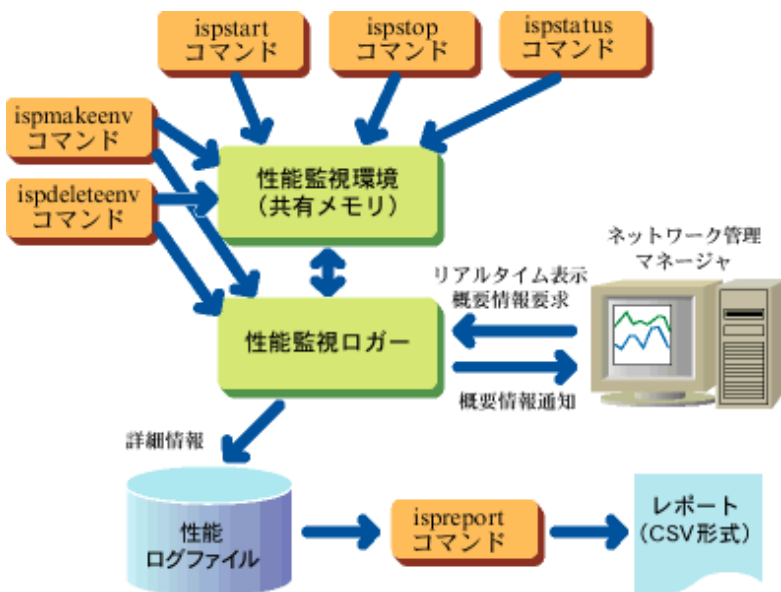 ispstart
コマンド
ispstop
コマンド
ispstatus
コマンド
ispmakeenv
コマンド
ispdeleteenv
コマンド
性能監視環境
(共有メモリ)
ネットワーク管理
マネージャ
リアルタイム表示
概要情報要求
性能監視ロガー
概要情報通知
詳細情報
性能
ログファイル
ispreport
コマンド
レポート
(CSV形式)